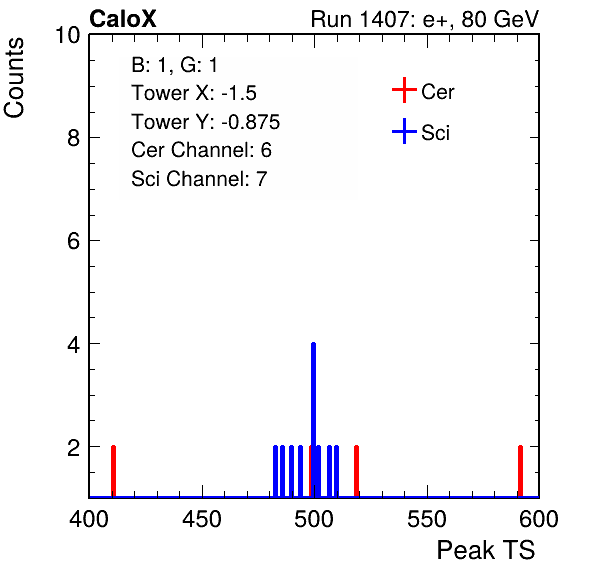 CaloX Run 1407: e+, 80 GeV
Counts
10
8
6
4
2
B: 1, G: 1
Tower X: -1.5
Tower Y: -0.875
Cer Channel: 6
Sci Channel: 7
Cer
Sci
400 450 500 550 600
Peak TS